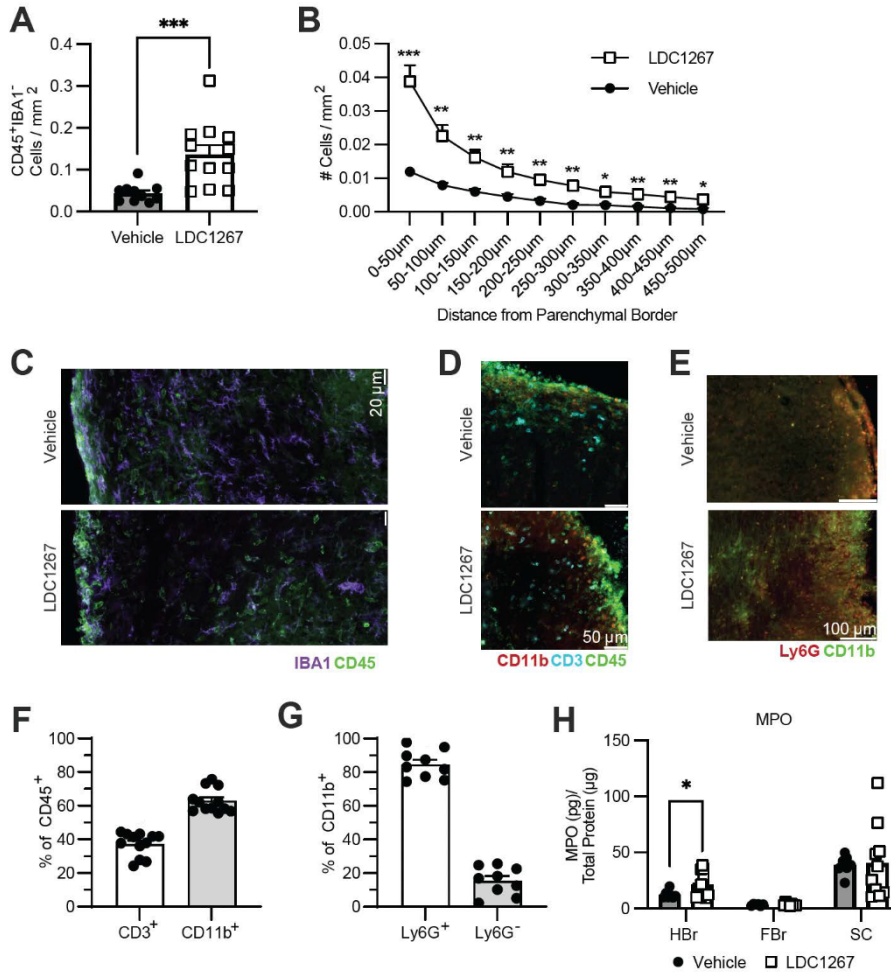 A
***
CD45+IBA1-
Cells / mm 2
0.4
0.3
0.2
0.1
0.0
Vehicle
LDC1267
B
LDC1267
Vehicle
# Cells / mm 2
0.05
0.04
0.03
0.02
0.01
0.00
***
**
**
**
**
**
*
**
**
*
0-50µm
50-100µm
100-150µm
150-200µm
200-250µm
250-300µm
300-350µm
350-400µm
400-450µm
450-500µm
Distance from Parenchymal Border
C
Vehicle
20 µm
LDC1267
IBA1 CD45
D
Vehicle
LDC1267
50 µm
CD11b CD3 CD45
E
Vehicle
LDC1267
100 µm
Ly6G CD11b
F
% of CD45+
100
80
60
40
20
0
CD3+
CD11b+
G
% of CD11b+
100
80
60
40
20
0
Ly6G+
Ly6G-
H
MPO
MPO (pg)/
Total Protein (µg)
150
100
50
0
*
HBr
FBr
SC
Vehicle
LDC1267